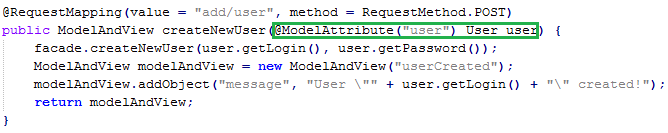 @RequestMapping(value = "add/user", method = RequestMethod.POST)
public ModelAndView createNewUser(@ModelAttribute("user") User user) {
    facade.createNewUser(user.getLogin(), user.getPassword());
    ModelAndView modelAndView = new ModelAndView("userCreated");
    modelAndView.addObject("message", "User \"" + user.getLogin() + "\" created!");
    return modelAndView;
}